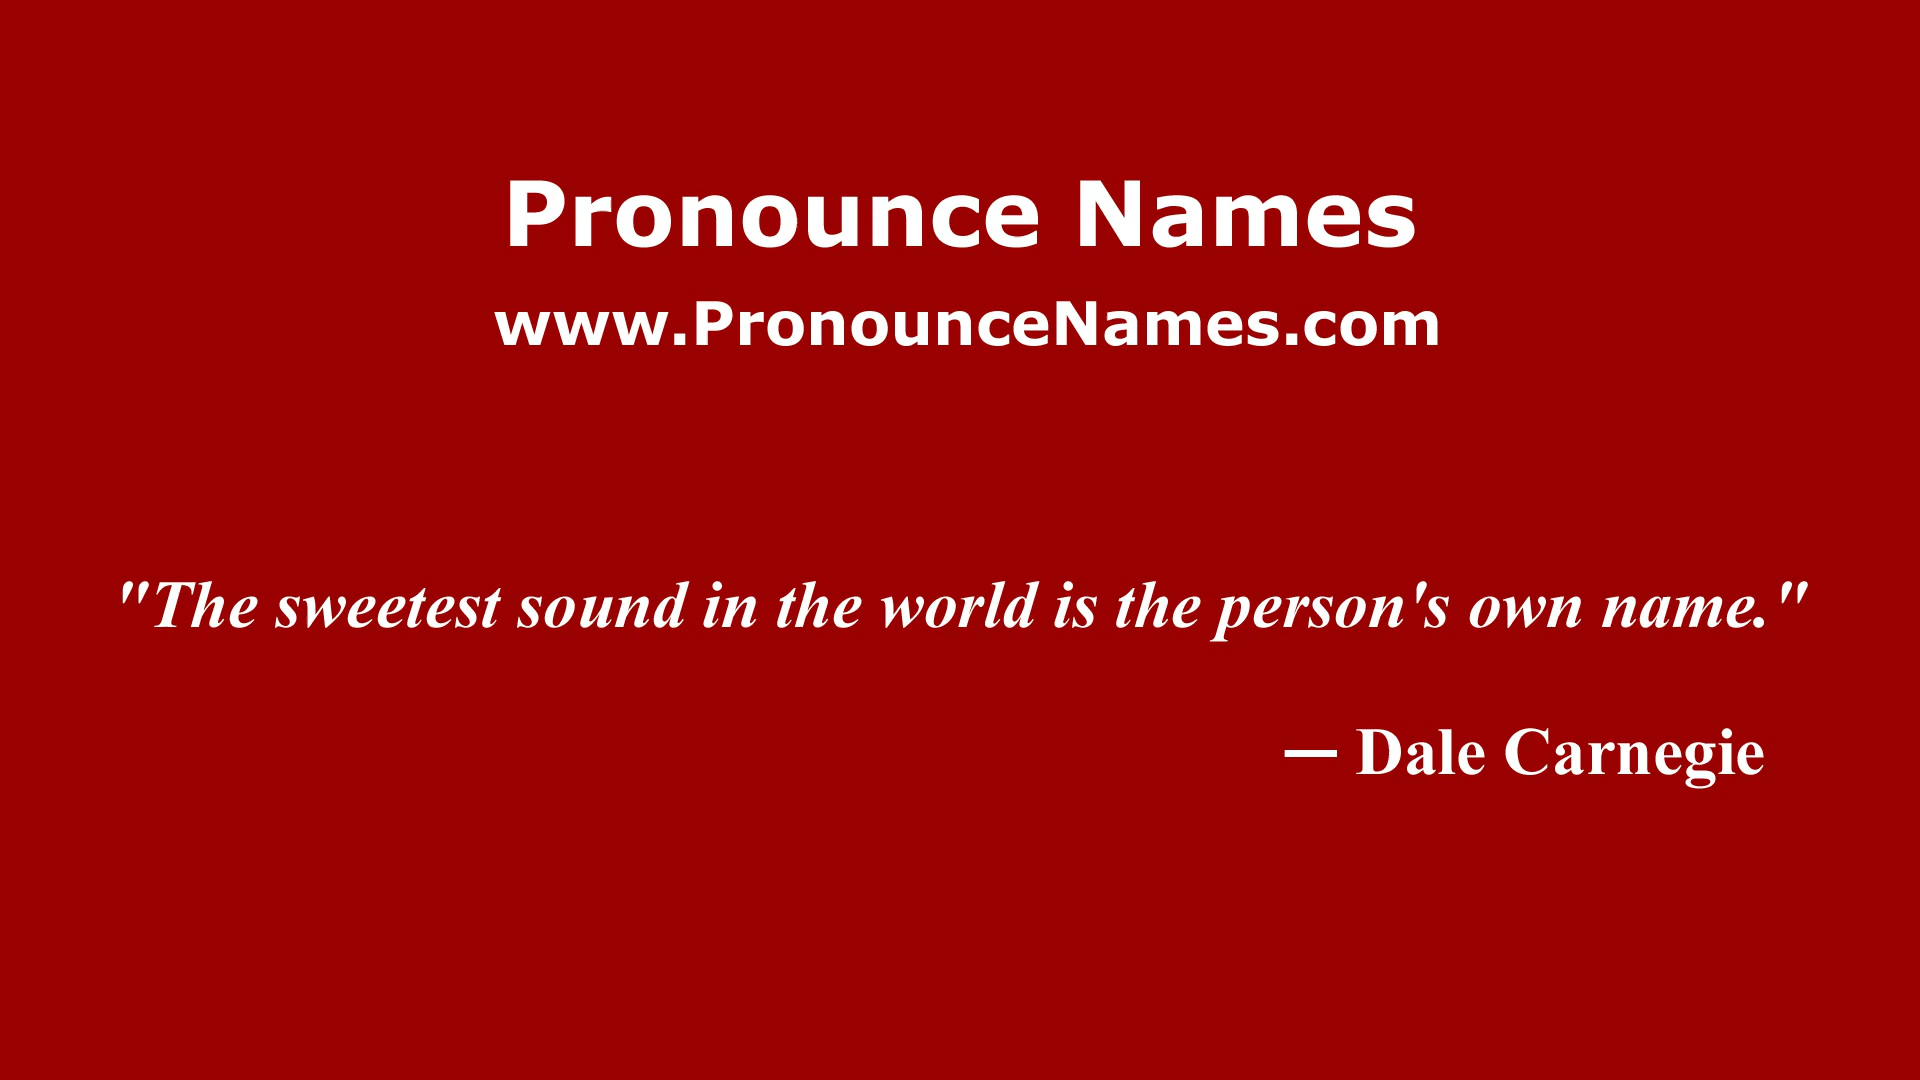 Pronounce Names
www.PronounceNames.com
"The sweetest sound in the world is the person's own name."
— Dale Carnegie